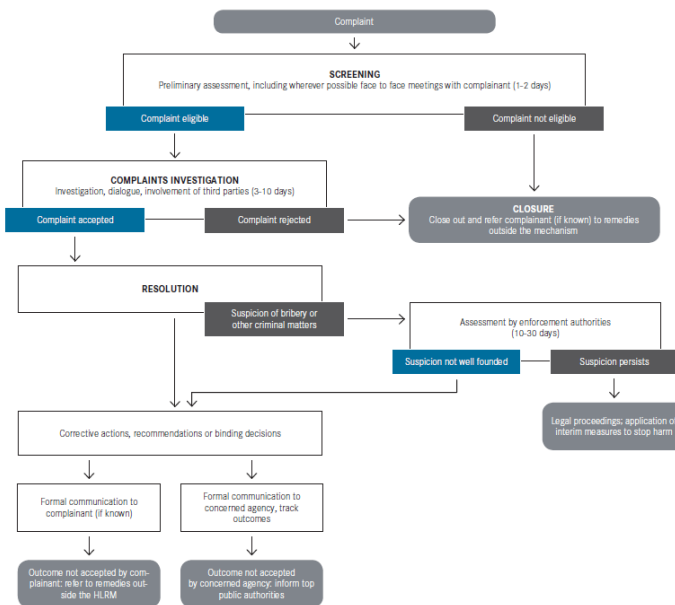 Complaint
SCREENING
Preliminary assessment, including wherever possible face to face meetings with complainant (1-2 days)
Complaint eligible
Complaint not eligible
COMPLAINTS INVESTIGATION
Investigation, dialogue, involvement of third parties (3-10 days)
Complaint accepted
Complaint rejected
CLOSURE
Close out and refer complainant (if known) to remedies
outside the mechanism
RESOLUTION
Suspicion of bribery or
other criminal matters
Assessment by enforcement authorities
(10-30 days)
Suspicion not well founded
Suspicion persists
Legal proceedings; application of
interim measures to stop harm
Corrective actions, recommendations or binding decisions
Formal communication to
complainant (if known)
Formal communication to
concerned agency, track
outcomes
Outcome not accepted by com-
plainant: refer to remedies out-
side the HLRM
Outcome not accepted
by concerned agency: inform top
public authorities